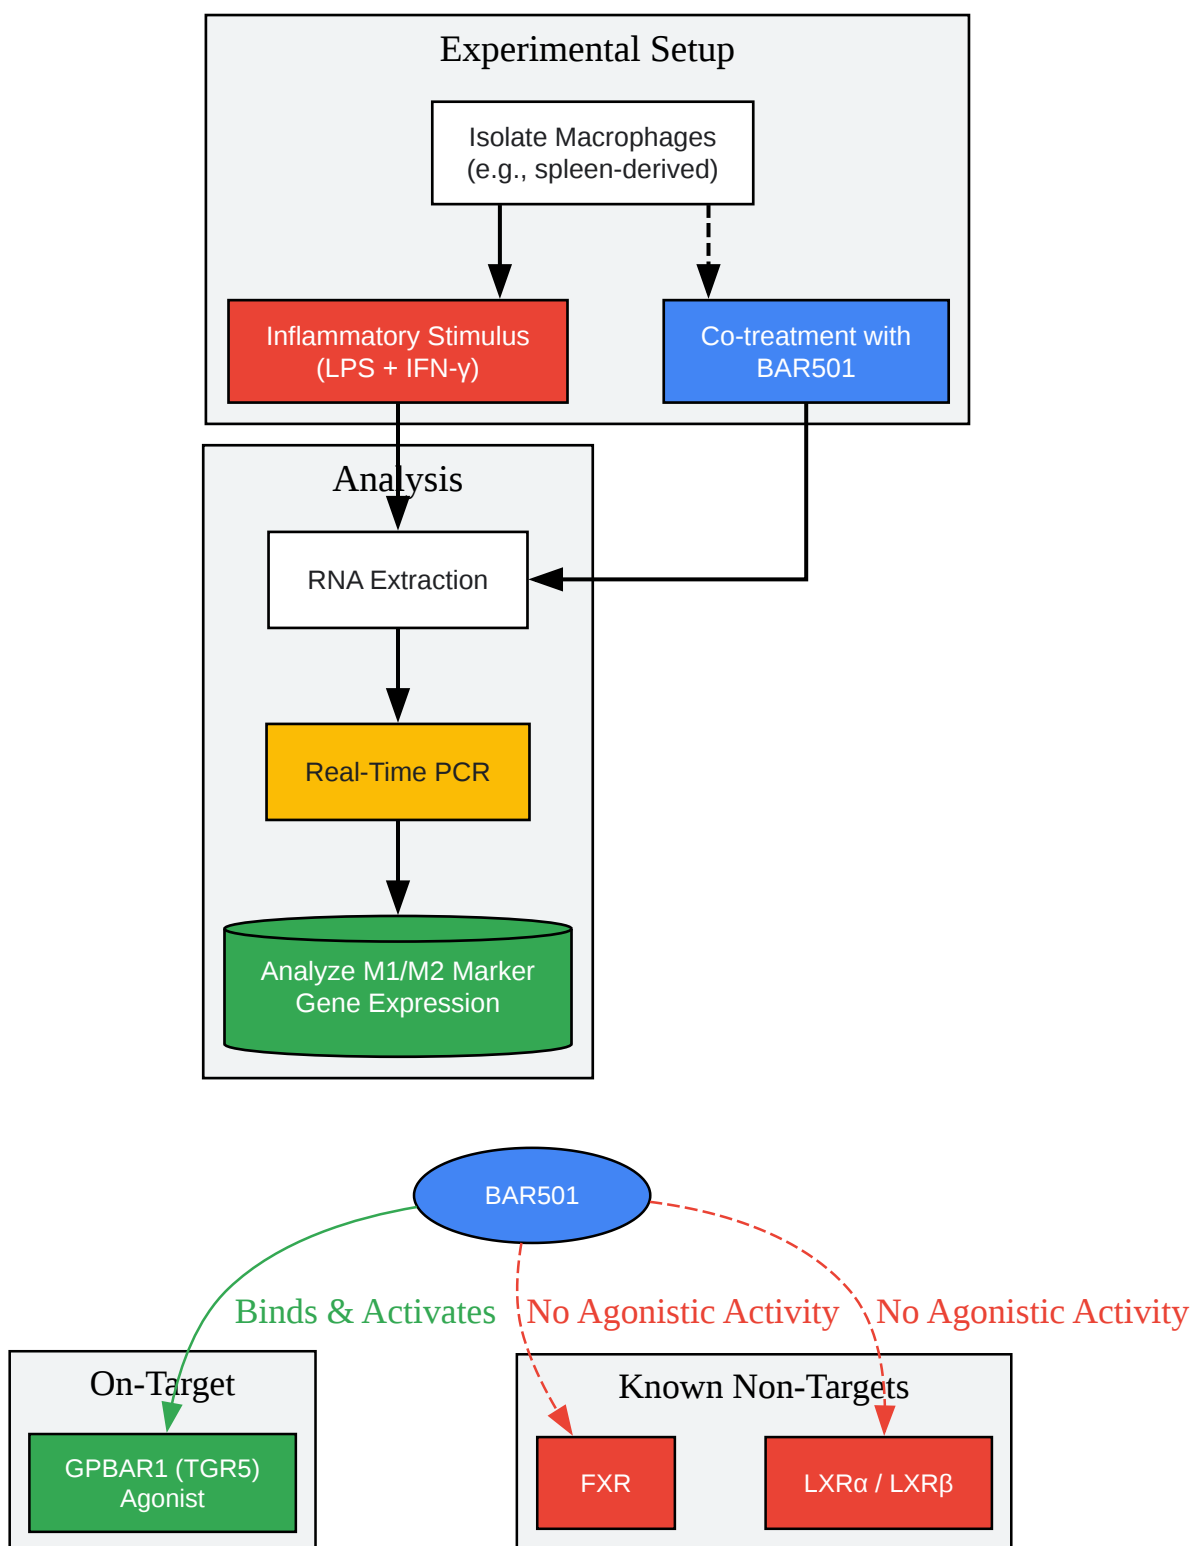 Experimental Setup
Isolate Macrophages
(e.g., spleen-derived)
Inflammatory Stimulus
(LPS + IFN-γ)
Co-treatment with
BAR501
Analysis
RNA Extraction
Real-Time PCR
Analyze M1/M2 Marker
Gene Expression
BAR501
Binds & Activates
No Agonistic Activity
No Agonistic Activity
On-Target
GPBAR1 (TGR5)
Agonist
Known Non-Targets
FXR
LXRα / LXRβ